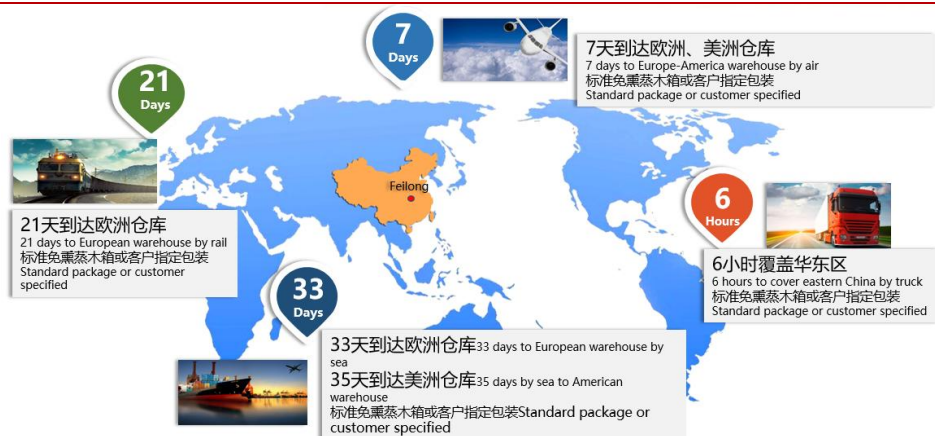 7
Days
7天到达欧洲、美洲仓库
7 days to Europe-America warehouse by air
标准免熏蒸木箱或客户指定包装
Standard package or customer specified
21
Days
21天到达欧洲仓库
21 days to European warehouse by rail
标准免熏蒸木箱或客户指定包装
Standard package or customer
specified
Feilong
6
Hours
6小时覆盖华东区
6 hours to cover eastern China by truck
标准免熏蒸木箱或客户指定包装
Standard package or customer specified
33
Days
33天到达欧洲仓库33 days to European warehouse by
sea
35天到达美洲仓库35 days by sea to American
warehouse
标准免熏蒸木箱或客户指定包装Standard package or
customer specified